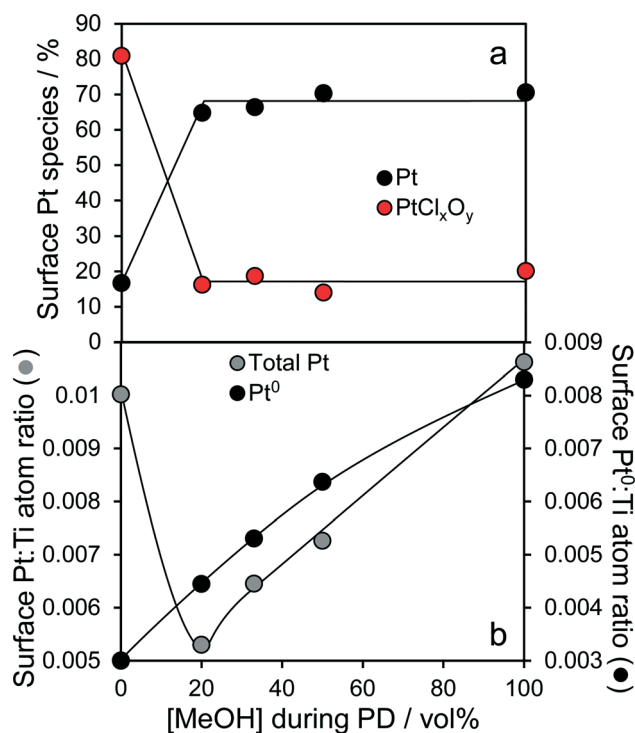 Surface Pt species / %
90
80
70
60
50
40
30
20
10
0
a
Pt
PtClxOy
Surface Pt:Ti atom ratio (●)
0.01
0.009
0.008
0.007
0.006
0.005
Total Pt
Pt⁰
b
0.009
0.008
0.007
0.006
0.005
0.004
0.003
Surface Pt⁰:Ti atom ratio (●)
0 20 40 60 80 100
[MeOH] during PD / vol%